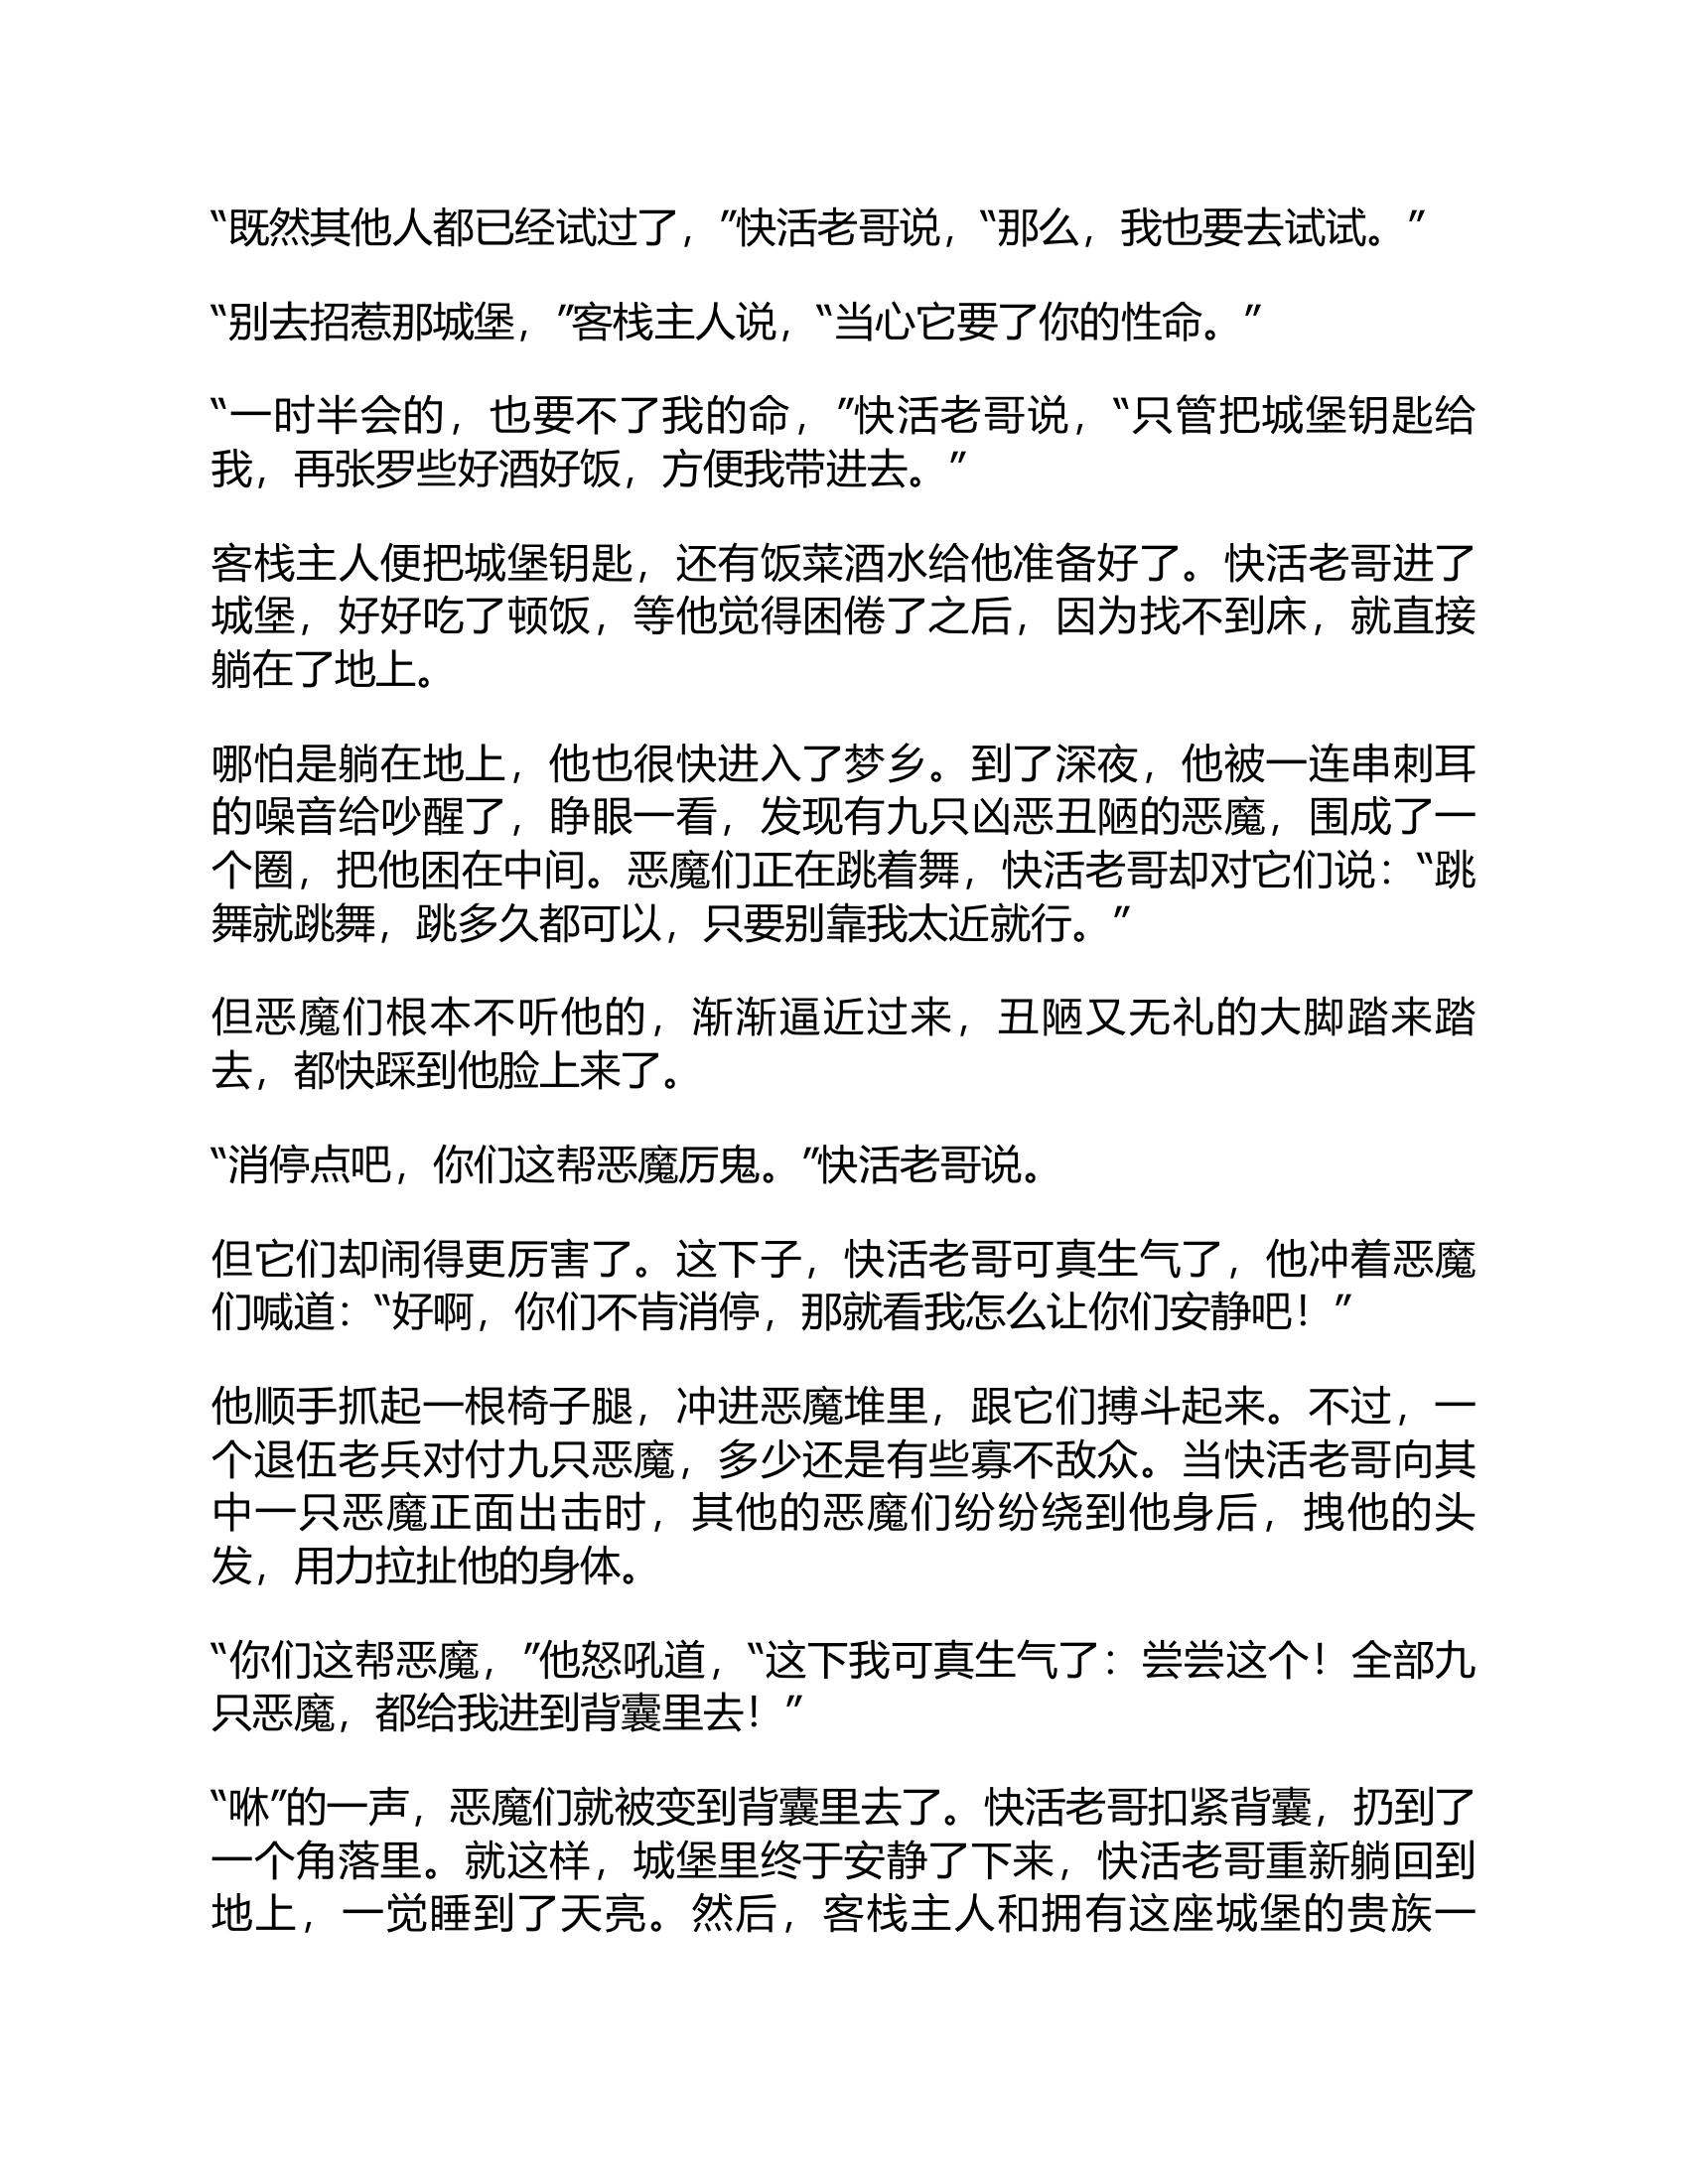 “既然其他人都已经试过了，”快活老哥说，“那么，我也要去试试。”
“别去招惹那城堡，”客栈主人说，“当心它要了你的性命。”
“一时半会的，也要不了我的命，”快活老哥说，“只管把城堡钥匙给
我，再张罗些好酒好饭，方便我带进去。”
客栈主人便把城堡钥匙，还有饭菜酒水给他准备好了。快活老哥进了
城堡，好好吃了顿饭，等他觉得困倦了之后，因为找不到床，就直接
躺在了地上。
哪怕是躺在地上，他也很快进入了梦乡。到了深夜，他被一连串刺耳
的噪音给吵醒了，睁眼一看，发现有九只凶恶丑陋的恶魔，围成了一
个圈，把他困在中间。恶魔们正在跳着舞，快活老哥却对它们说：“跳
舞就跳舞，跳多久都可以，只要别靠我太近就行。”
但恶魔们根本不听他的，渐渐逼近过来，丑陋又无礼的大脚踏来踏
去，都快踩到他脸上来了。
“消停点吧，你们这帮恶魔厉鬼。”快活老哥说。
但它们却闹得更厉害了。这下子，快活老哥可真生气了，他冲着恶魔
们喊道：“好啊，你们不肯消停，那就看我怎么让你们安静吧！”
他顺手抓起一根椅子腿，冲进恶魔堆里，跟它们搏斗起来。不过，一
个退伍老兵对付九只恶魔，多少还是有些寡不敌众。当快活老哥向其
中一只恶魔正面出击时，其他的恶魔们纷纷绕到他身后，拽他的头
发，用力拉扯他的身体。
“你们这帮恶魔，”他怒吼道，“这下我可真生气了：尝尝这个！全部九
只恶魔，都给我进到背囊里去！”
“咻”的一声，恶魔们就被变到背囊里去了。快活老哥扣紧背囊，扔到了
一个角落里。就这样，城堡里终于安静了下来，快活老哥重新躺回到
地上，一觉睡到了天亮。然后，客栈主人和拥有这座城堡的贵族一